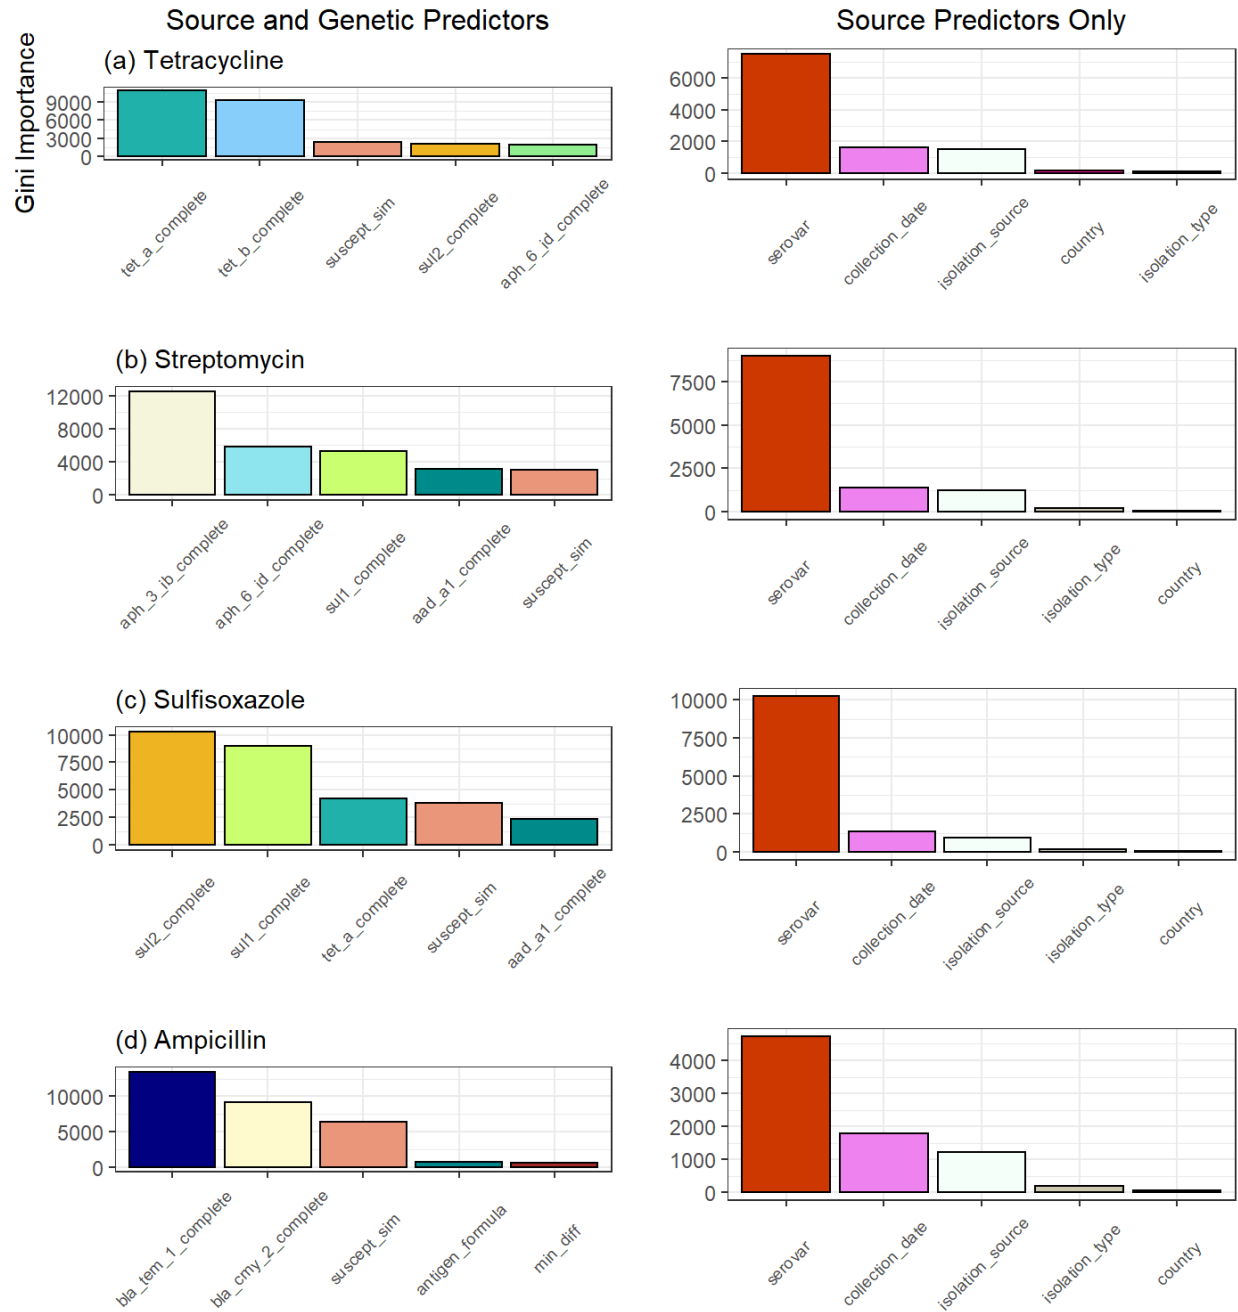 Source and Genetic Predictors
Source Predictors Only
Gini Importance
(a) Tetracycline
9000
6000
3000
0
tet_a_complete
tet_b_complete
suscept_sim
sul2_complete
aph_6_id_complete
6000
4000
2000
0
serovar
collection_date
isolation_source
country
isolation_type
(b) Streptomycin
12000
8000
4000
0
aph_3_ib_complete
aph_6_id_complete
sul1_complete
aad_a1_complete
suscept_sim
7500
5000
2500
0
serovar
collection_date
isolation_source
isolation_type
country
(c) Sulfisoxazole
10000
7500
5000
2500
0
sul2_complete
sul1_complete
tet_a_complete
suscept_sim
aad_a1_complete
10000
7500
5000
2500
0
serovar
collection_date
isolation_source
isolation_type
country
(d) Ampicillin
10000
5000
0
bla_tem_1_complete
bla_cmy_2_complete
suscept_sim
antigen_formula
min_diff
4000
3000
2000
1000
0
serovar
collection_date
isolation_source
isolation_type
country